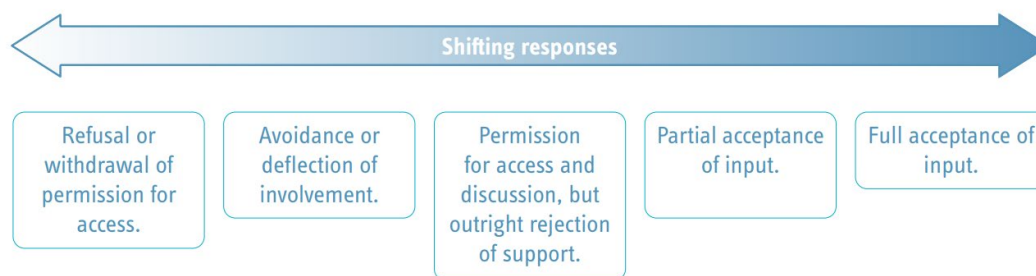 Shifting responses
Refusal or
withdrawal of
permission for
access.
Avoidance or
deflection of
involvement.
Permission
for access and
discussion, but
outright rejection
of support.
Partial acceptance
of input.
Full acceptance of
input.